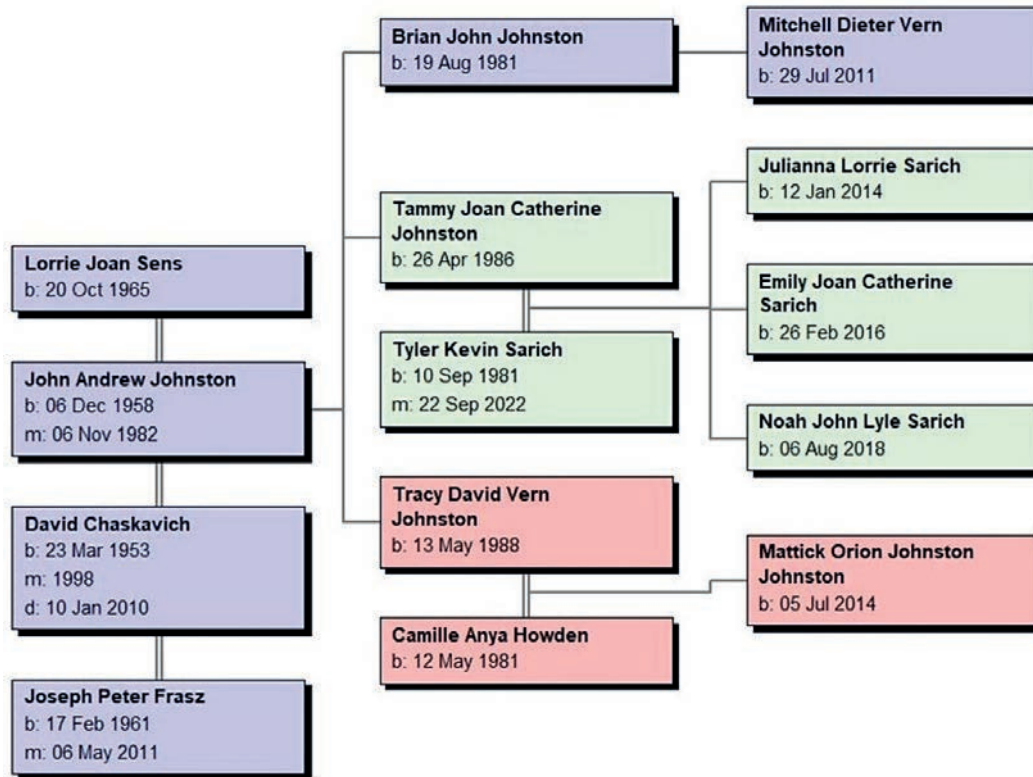 Lorrie Joan Sens
b: 20 Oct 1965
John Andrew Johnston
b: 06 Dec 1958
m: 06 Nov 1982
David Chaskavich
b: 23 Mar 1953
m: 1998
d: 10 Jan 2010
Joseph Peter Frasz
b: 17 Feb 1961
m: 06 May 2011
Brian John Johnston
b: 19 Aug 1981
Tammy Joan Catherine
Johnston
b: 26 Apr 1986
Tyler Kevin Sarich
b: 10 Sep 1981
m: 22 Sep 2022
Tracy David Vern
Johnston
b: 13 May 1988
Camille Anya Howden
b: 12 May 1981
Mitchell Dieter Vern
Johnston
b: 29 Jul 2011
Julianna Lorrie Sarich
b: 12 Jan 2014
Emily Joan Catherine
Sarich
b: 26 Feb 2016
Noah John Lyle Sarich
b: 06 Aug 2018
Mattick Orion Johnston
Johnston
b: 05 Jul 2014